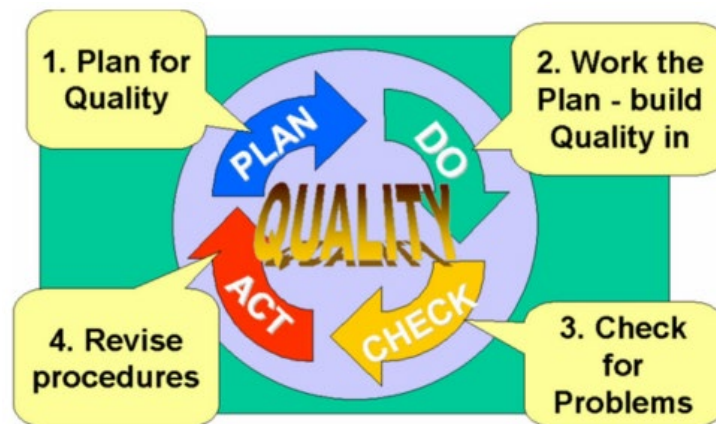 1. Plan for
Quality
2. Work the
Plan - build
Quality in
PLAN
DO
QUALITY
ACT
CHECK
4. Revise
procedures
3. Check
for
Problems